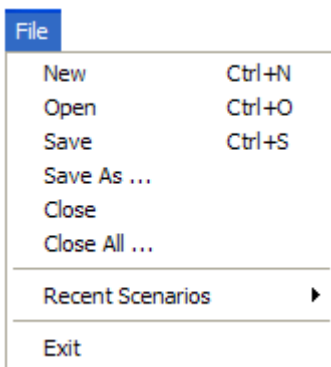 File
New Ctrl+N
Open Ctrl+O
Save Ctrl+S
Save As ...
Close
Close All ...
Recent Scenarios
Exit